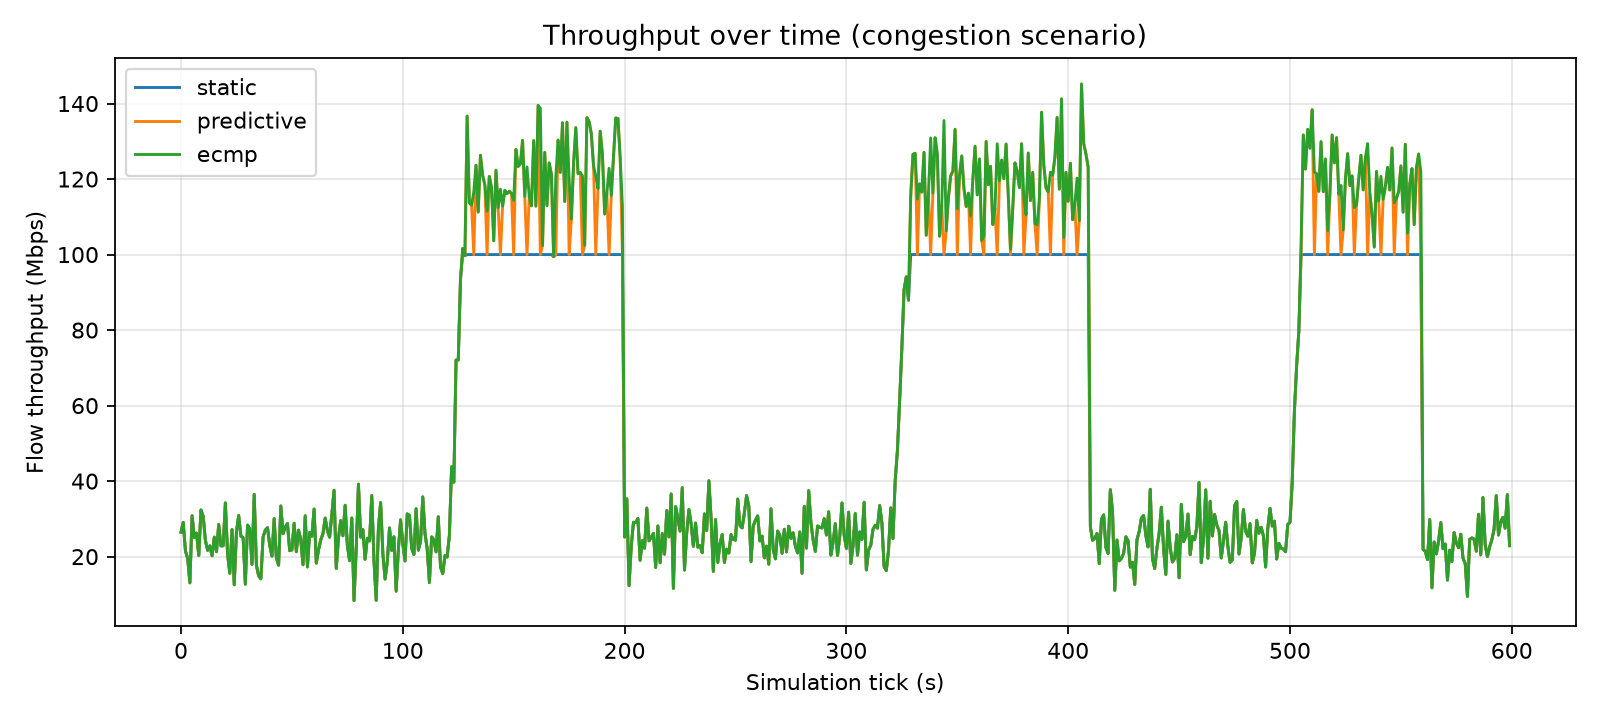 Throughput over time (congestion scenario)
static
predictive
ecmp
Flow throughput (Mbps)
140
120
100
80
60
40
20
0 100 200 300 400 500 600
Simulation tick (s)